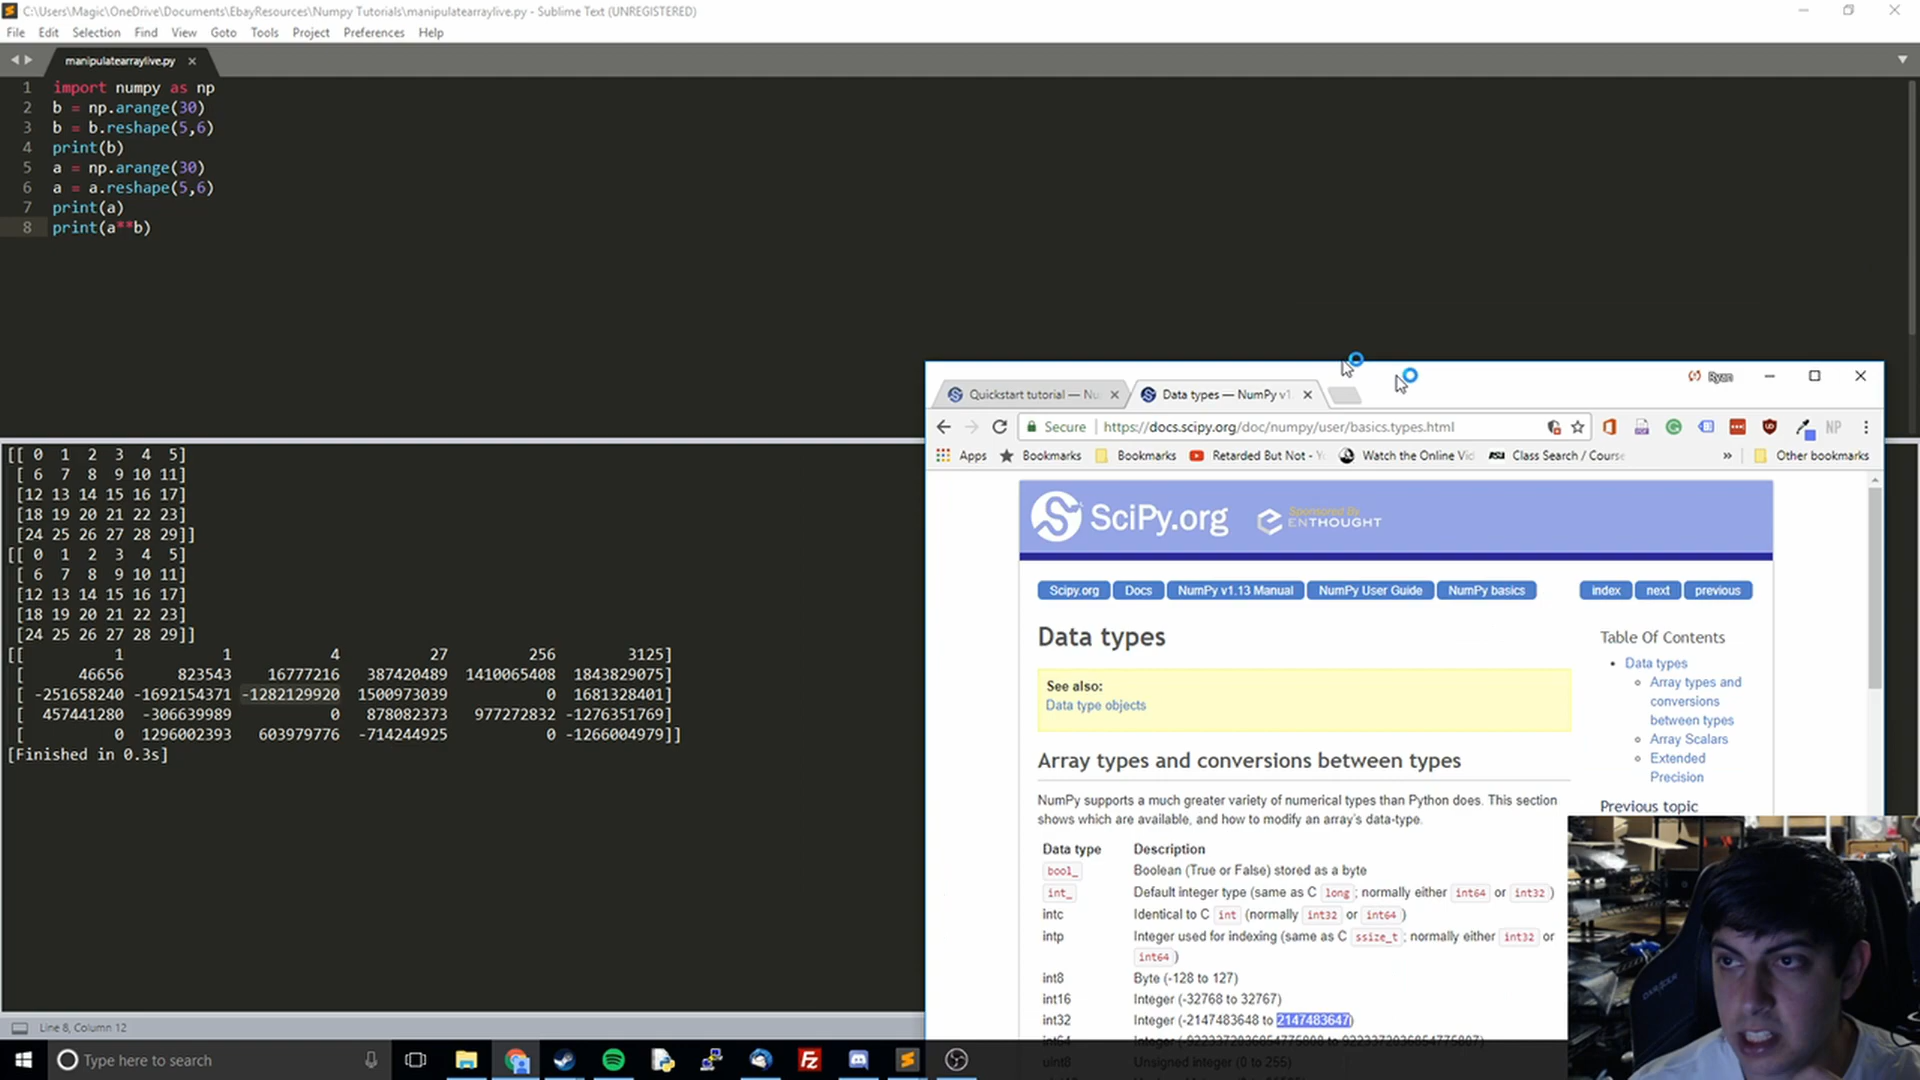 C:\Users\Magic\OneDrive\Documents\EbayResources\Numpy Tutorials\manipulatearraylive.py - Sublime Text (UNREGISTERED)
File Edit Selection Find View Goto Tools Project Preferences Help
manipulatearraylive.py
1 import numpy as np
2 b = np.arange(30)
3 b = b.reshape(5,6)
4 print(b)
5 a = np.arange(30)
6 a = a.reshape(5,6)
7 print(a)
8 print(a**b)
[[ 0 1 2 3 4 5]
[ 6 7 8 9 10 11]
[12 13 14 15 16 17]
[18 19 20 21 22 23]
[24 25 26 27 28 29]]
[[ 0 1 2 3 4 5]
[ 6 7 8 9 10 11]
[12 13 14 15 16 17]
[18 19 20 21 22 23]
[24 25 26 27 28 29]]
[[ 1 1 4 27 256 3125]
[ 46656 823543 16777216 387420489 1410065408 1843829075]
[ -251658240 -1692154371 -1282129920 1500973039 0 1681328401]
[ 457441280 -306639989 0 878082373 977272832 -1276351769]
[ 0 1296002393 603979776 -714244925 0 -1266004979]]
[Finished in 0.3s]
Line 8, Column 12
Ryan
Quickstart tutorial — Nu
Data types — NumPy v1
Secure https://docs.scipy.org/doc/numpy/user/basics.types.html
NP
Apps Bookmarks Bookmarks Retarded But Not - Y Watch the Online Vid Class Search / Course » Other bookmarks
SciPy.org
Sponsored By
ENTHOUGHT
Scipy.org Docs NumPy v1.13 Manual NumPy User Guide NumPy basics index next previous
Data types
See also:
Data type objects
Array types and conversions between types
NumPy supports a much greater variety of numerical types than Python does. This section
shows which are available, and how to modify an array's data-type.
Data type Description
bool_ Boolean (True or False) stored as a byte
int_ Default integer type (same as C long; normally either int64 or int32)
intc Identical to C int (normally int32 or int64)
intp Integer used for indexing (same as C ssize_t; normally either int32 or
int64)
int8 Byte (-128 to 127)
int16 Integer (-32768 to 32767)
int32 Integer (-2147483648 to 2147483647)
int64 Integer (-9223372036854775808 to 9223372036854775807)
uint8 Unsigned integer (0 to 255)
Table Of Contents
Data types
Array types and
conversions
between types
Array Scalars
Extended
Precision
Previous topic
Type here to search